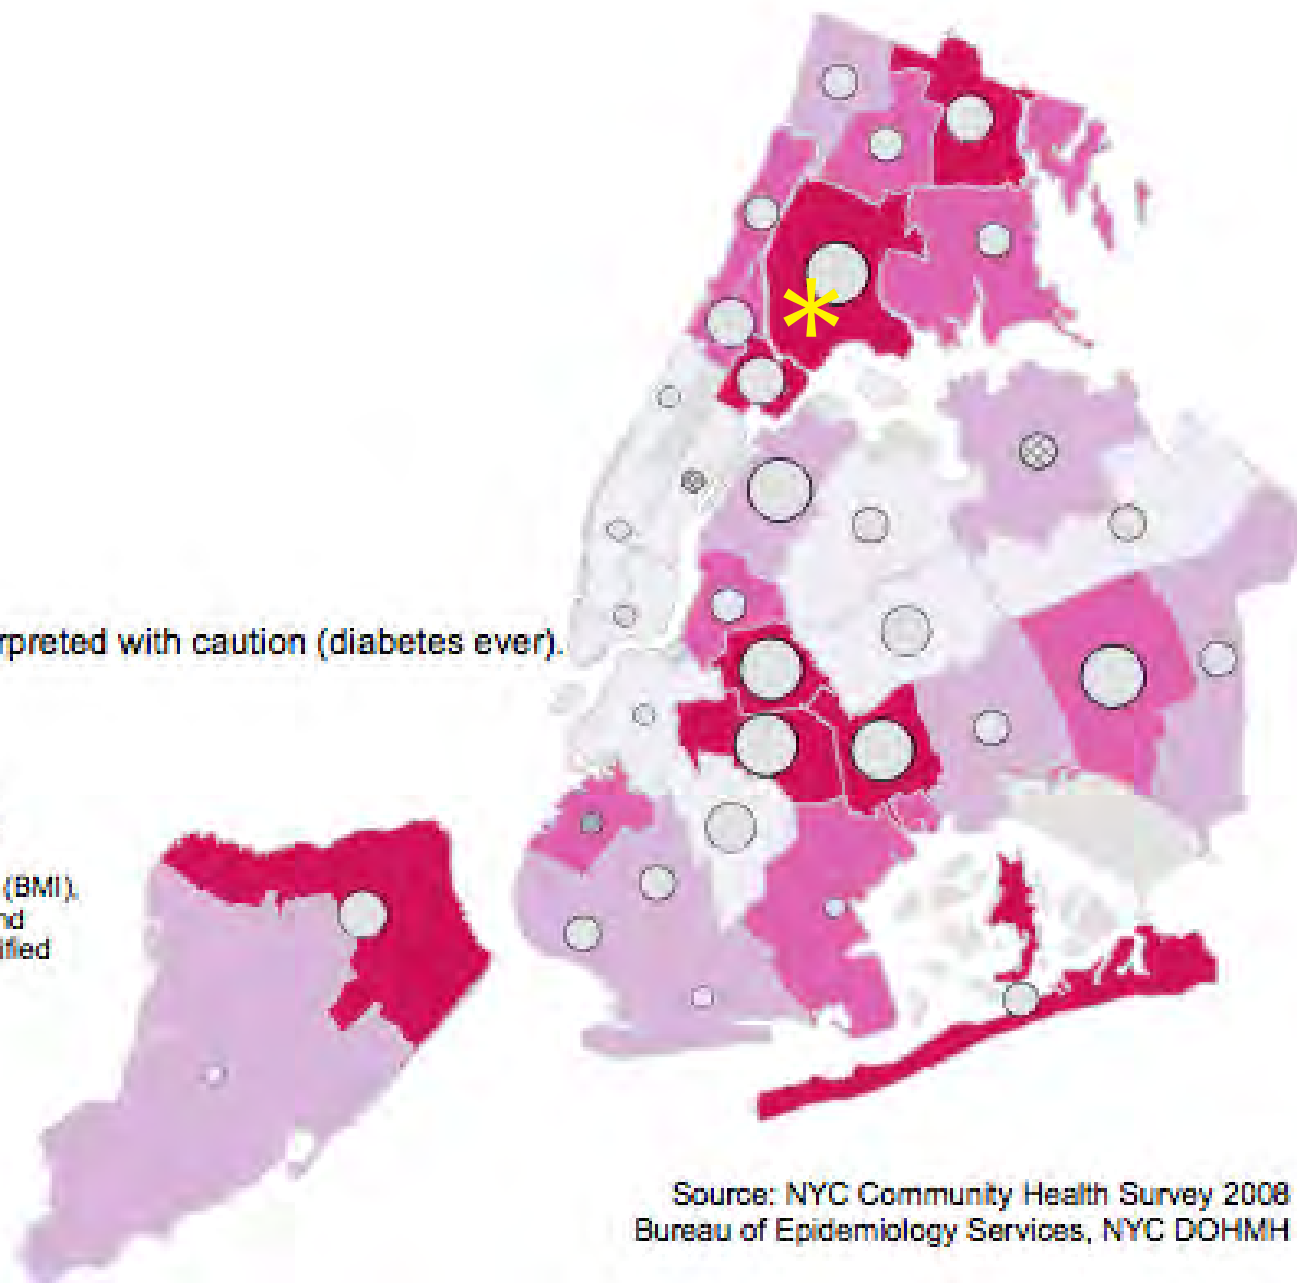 rpreted with caution (diabetes ever).
(BMI),
nd
ified
Source: NYC Community Health Survey 2008
Bureau of Epidemiology Services, NYC DOHMH